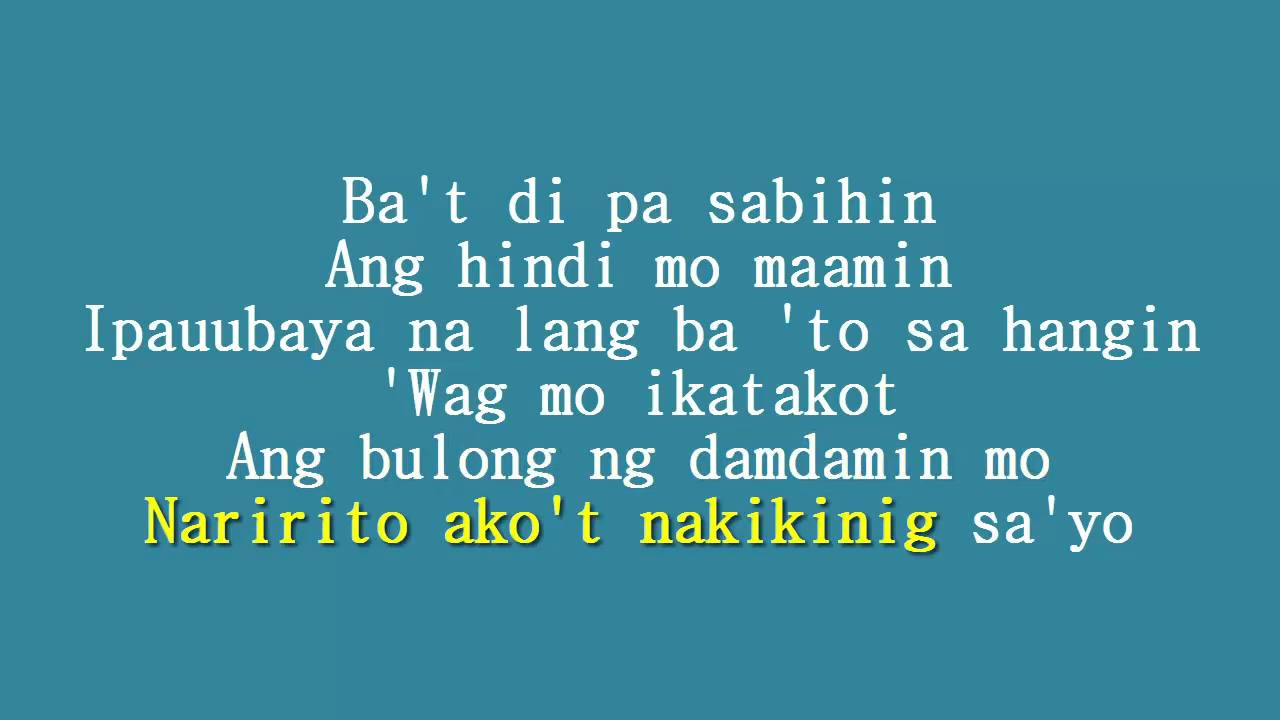 Ba't di pa sabihin
Ang hindi mo maamin
Ipauubaya na lang ba 'to sa hangin
'Wag mo ikatakot
Ang bulong ng damdamin mo
Naririto ako't nakikinig sa'yo